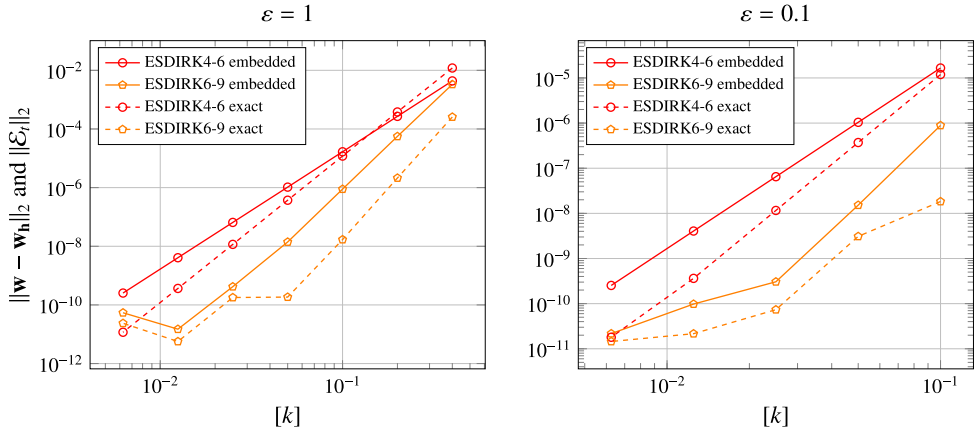 ε = 1
ε = 0.1
ESDIRK4-6 embedded
ESDIRK6-9 embedded
ESDIRK4-6 exact
ESDIRK6-9 exact
ESDIRK4-6 embedded
ESDIRK6-9 embedded
ESDIRK4-6 exact
ESDIRK6-9 exact
‖w − w_h‖₂ and ‖ℰ_t‖₂
10⁻²
10⁻⁴
10⁻⁶
10⁻⁸
10⁻¹⁰
10⁻¹²
10⁻²
10⁻¹
[k]
10⁻⁵
10⁻⁶
10⁻⁷
10⁻⁸
10⁻⁹
10⁻¹⁰
10⁻¹¹
10⁻²
10⁻¹
[k]